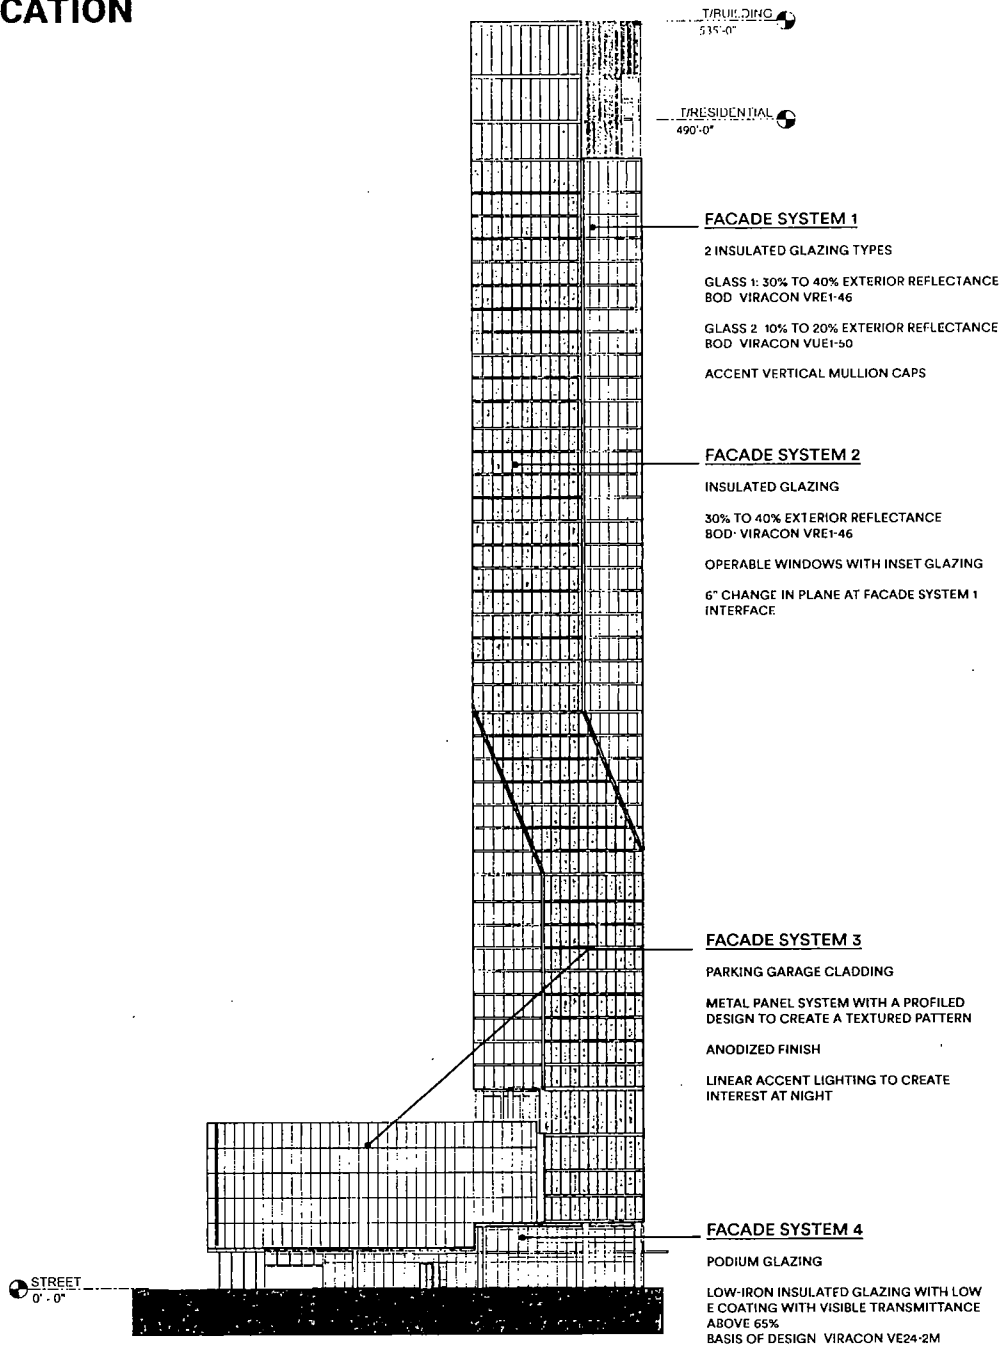 CATION
T/BUILDING
535'-0"
T/RESIDENTIAL
490'-0"
FACADE SYSTEM 1
2 INSULATED GLAZING TYPES
GLASS 1: 30% TO 40% EXTERIOR REFLECTANCE
BOD VIRACON VRE1-46
GLASS 2 10% TO 20% EXTERIOR REFLECTANCE
BOD VIRACON VUE1-50
ACCENT VERTICAL MULLION CAPS
FACADE SYSTEM 2
INSULATED GLAZING
30% TO 40% EXTERIOR REFLECTANCE
BOD· VIRACON VRE1-46
OPERABLE WINDOWS WITH INSET GLAZING
6" CHANGE IN PLANE AT FACADE SYSTEM 1
INTERFACE
FACADE SYSTEM 3
PARKING GARAGE CLADDING
METAL PANEL SYSTEM WITH A PROFILED
DESIGN TO CREATE A TEXTURED PATTERN
ANODIZED FINISH
LINEAR ACCENT LIGHTING TO CREATE
INTEREST AT NIGHT
FACADE SYSTEM 4
PODIUM GLAZING
LOW-IRON INSULATED GLAZING WITH LOW
E COATING WITH VISIBLE TRANSMITTANCE
ABOVE 65%
BASIS OF DESIGN VIRACON VE24-2M
STREET
0' - 0"